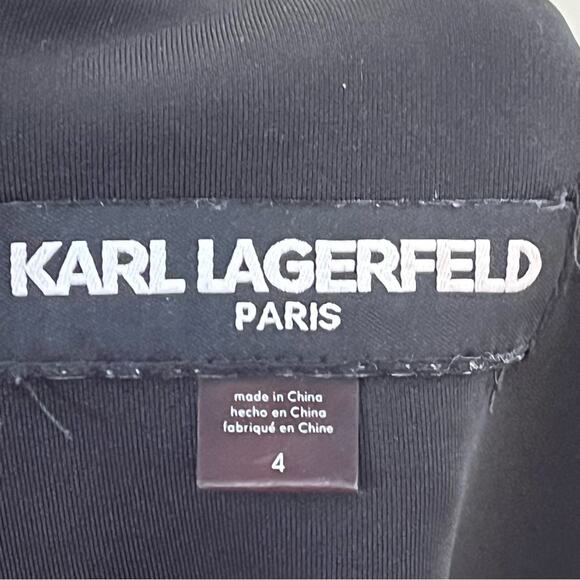 KARL LAGERFELD
PARIS
made in China
hecho en China
fabriqué en Chine
4